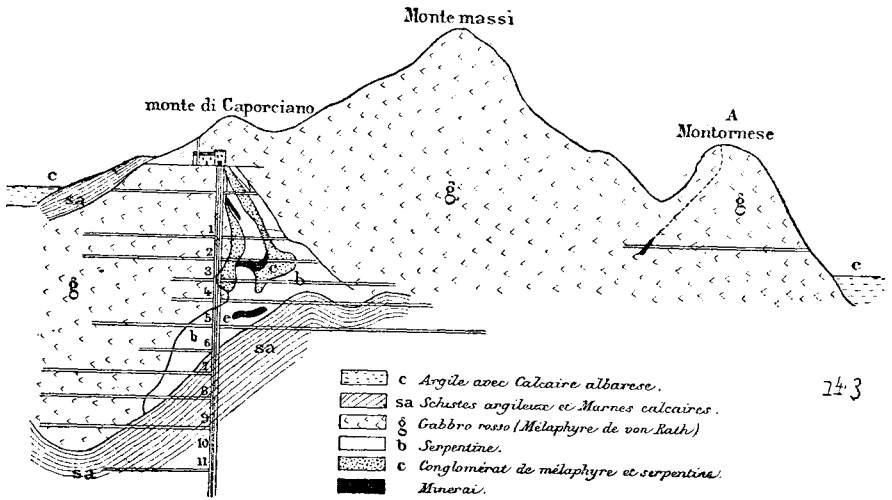 Monte massi
monte di Caporciano
A
Montornese
c
sa
g
g
g
c
1
2
3
4
5
6
7
8
9
10
11
c
b
e
b
sa
sa
c Argile avec Calcaire albarese.
sa Schistes argileux et Marnes calcaires.
g Gabbro rosso (Mélaphyre de von Rath)
b Serpentine.
c Conglomérat de mélaphyre et serpentine.
Minerai.
14.3